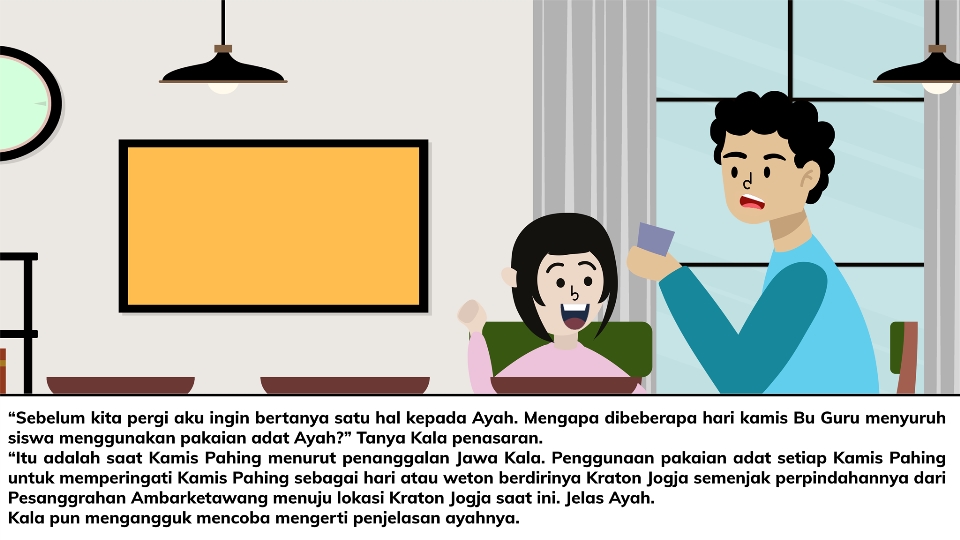 “Sebelum kita pergi aku ingin bertanya satu hal kepada Ayah. Mengapa dibeberapa hari kamis Bu Guru menyuruh
siswa menggunakan pakaian adat Ayah?” Tanya Kala penasaran.
“Itu adalah saat Kamis Pahing menurut penanggalan Jawa Kala. Penggunaan pakaian adat setiap Kamis Pahing
untuk memperingati Kamis Pahing sebagai hari atau weton berdirinya Kraton Jogja semenjak perpindahannya dari
Pesanggrahan Ambarketawang menuju lokasi Kraton Jogja saat ini. Jelas Ayah.
Kala pun mengangguk mencoba mengerti penjelasan ayahnya.